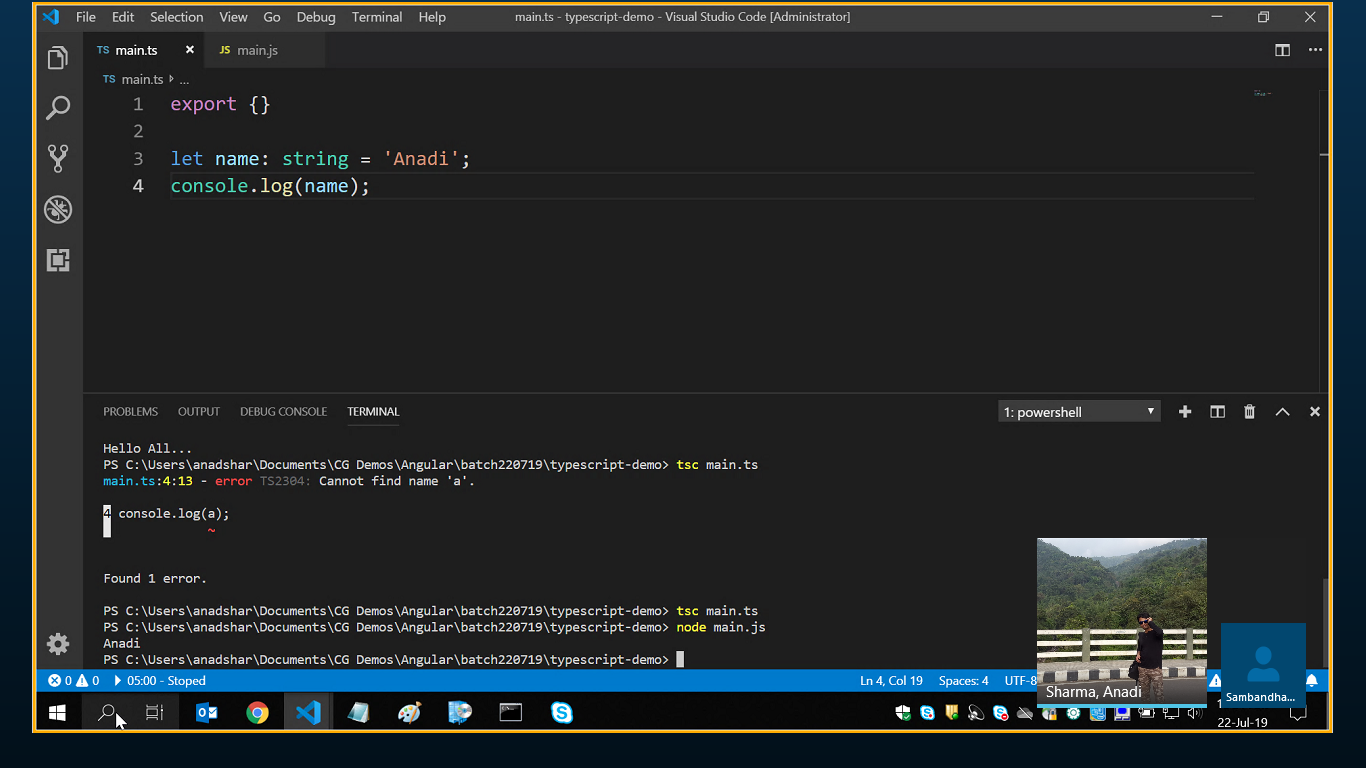 File Edit Selection View Go Debug Terminal Help main.ts - typescript-demo - Visual Studio Code [Administrator]
TS main.ts × JS main.js
TS main.ts ...
1 export {}
2
3 let name: string = 'Anadi';
4 console.log(name);
PROBLEMS OUTPUT DEBUG CONSOLE TERMINAL 1: powershell
Hello All...
PS C:\Users\anadshar\Documents\CG Demos\Angular\batch220719\typescript-demo> tsc main.ts
main.ts:4:13 - error TS2304: Cannot find name 'a'.
4 console.log(a);
~
Found 1 error.
PS C:\Users\anadshar\Documents\CG Demos\Angular\batch220719\typescript-demo> tsc main.ts
PS C:\Users\anadshar\Documents\CG Demos\Angular\batch220719\typescript-demo> node main.js
Anadi
PS C:\Users\anadshar\Documents\CG Demos\Angular\batch220719\typescript-demo>
0 0 05:00 - Stoped Ln 4, Col 19 Spaces: 4 UTF-8
Sharma, Anadi
Sambandha...
22-Jul-19